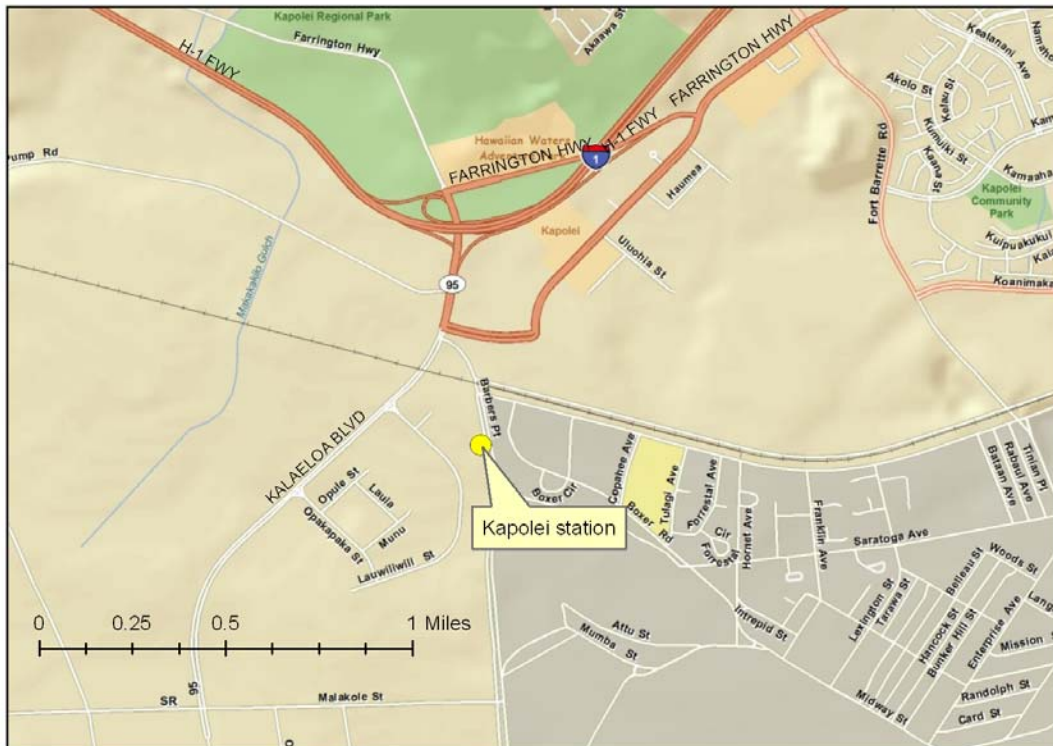 Kapolei Regional Park
Farrington Hwy
H-1 FWY
Akaawa St
FARRINGTON HWY
Hawaiian Waters
FARRINGTON HWY
H-1 FWY
1
Haumea
Kapolei
Uluohia St
Fort Barrette Rd
Kealanani Ave
Akolo St
Kelau St
Kumuiki St
Kaana St
Kamaaha
Kapolei
Community
Park
Kuipuakukui
Koanimaka
Makakilo Gulch
95
Barbers Pt
KALAELOA BLVD
Opule St
Laula
Opakapaka St
Munu
Lauwiliwili St
Kapolei station
Boxer Cir
Copahee Ave
Tulagi Ave
Boxer Rd
Forrestal Ave
Forrestal Cir
Hornet Ave
Franklin Ave
Saratoga Ave
Bataan Ave
Rabaul Ave
Tinian Pl
Woods St
Belleau St
Lexington St
Tarawa St
Hancock St
Bunker Hill St
Enterprise Ave
Mission
Intrepid St
Attu St
Mumba St
Midway St
Randolph St
Card St
0 0.25 0.5 1 Miles
95
SR
Malakole St